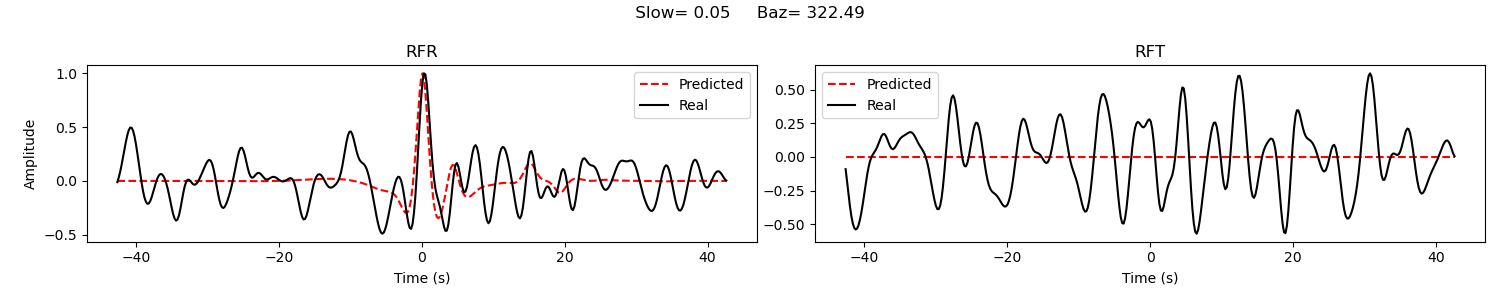 Slow= 0.05     Baz= 322.49
RFR
RFT
Amplitude
1.0
0.5
0.0
−0.5
Predicted
Real
−40
−20
0
20
40
Time (s)
0.50
0.25
0.00
−0.25
−0.50
Predicted
Real
−40
−20
0
20
40
Time (s)